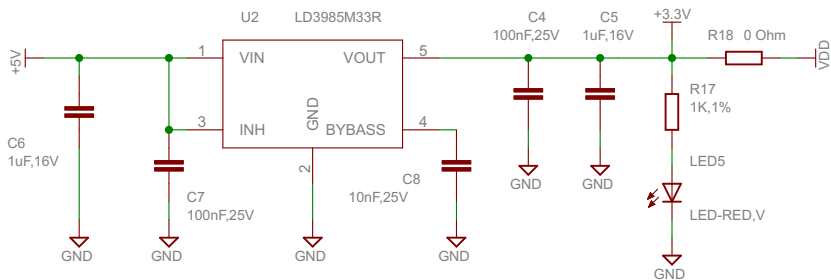 U2 LD3985M33R
C4
100nF,25V
C5
1uF,16V
+3.3V
R18 0 Ohm
+5V
1
VIN
VOUT
5
VDD
3
INH
GND
BYBASS
4
2
C6
1uF,16V
C7
100nF,25V
C8
10nF,25V
R17
1K,1%
LED5
LED-RED,V
GND
GND
GND
GND
GND
GND
GND
GND